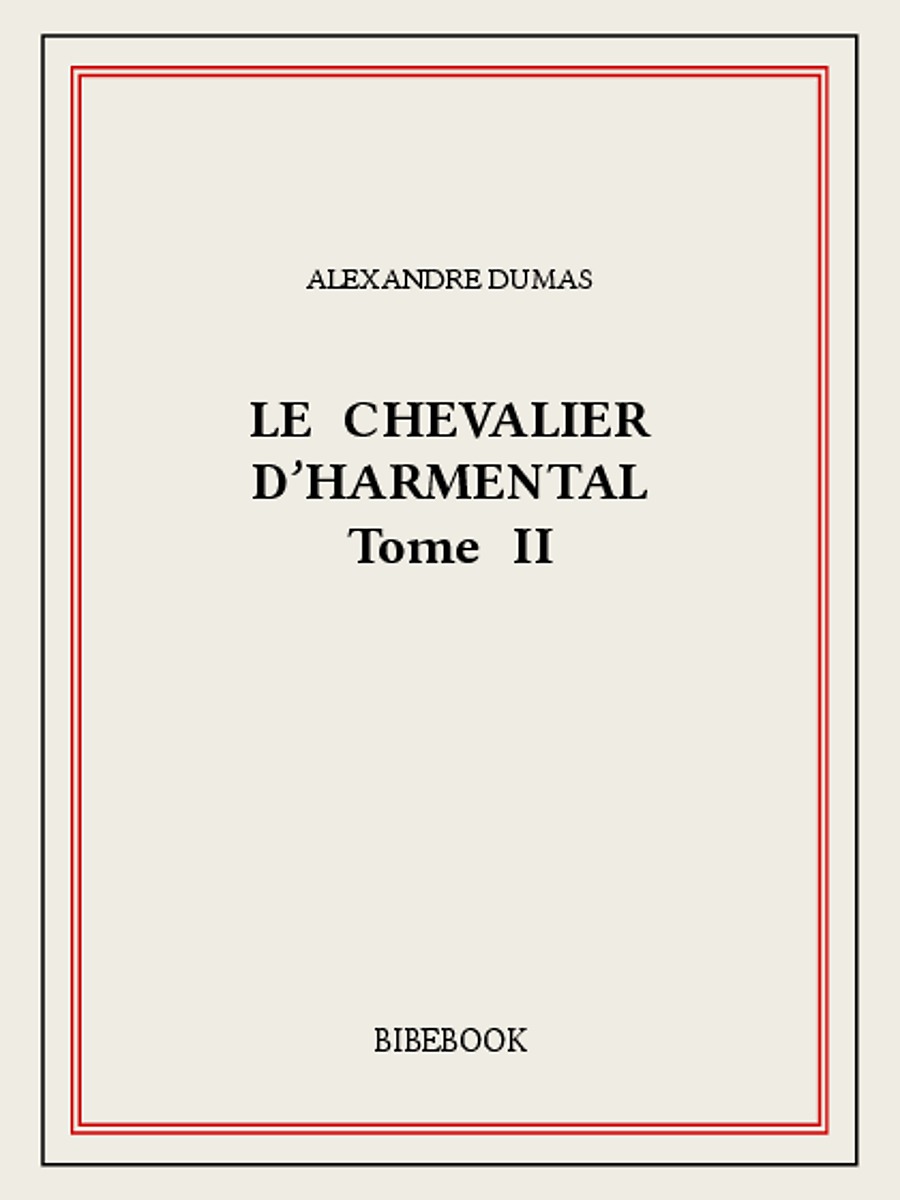 ALEXANDRE DUMAS
LE CHEVALIER
D’HARMENTAL
Tome II
BIBEBOOK